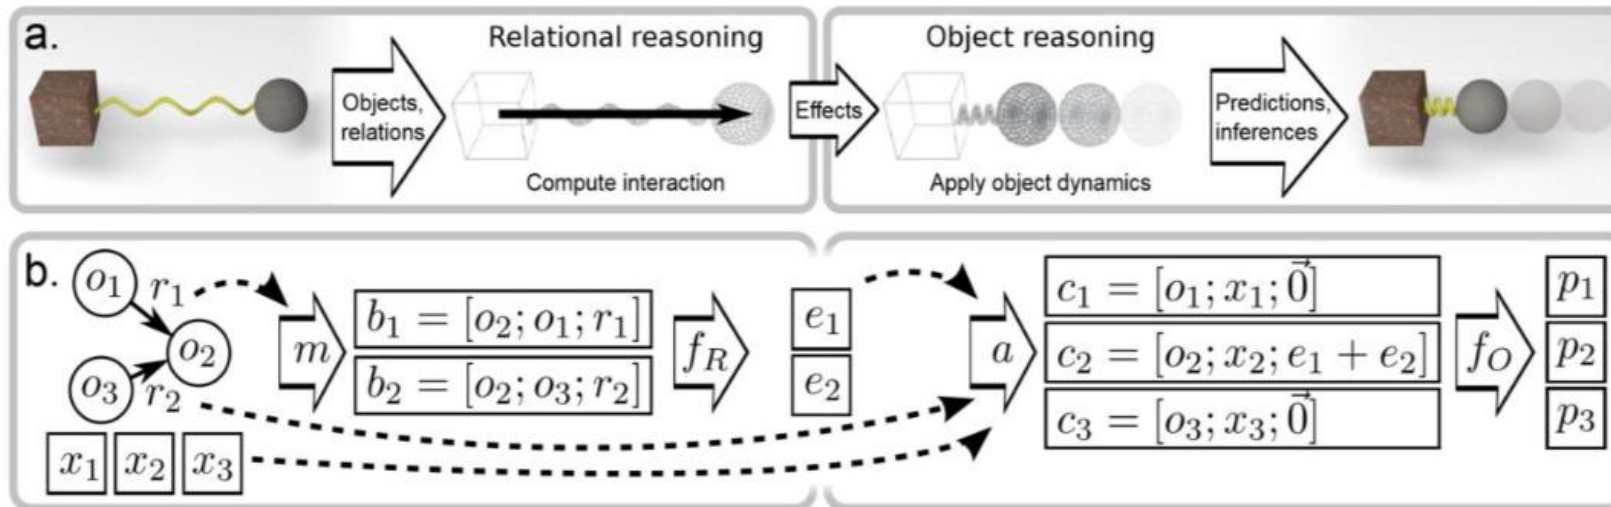 a.
Relational reasoning
Object reasoning
Objects,
relations
Effects
Predictions,
inferences
Compute interaction
Apply object dynamics
b.
o₁
r₁
o₂
o₃
r₂
x₁ x₂ x₃
m
b₁ = [o₂; o₁; r₁]
b₂ = [o₂; o₃; r₂]
f_R
e₁
e₂
a
c₁ = [o₁; x₁; 0⃗]
c₂ = [o₂; x₂; e₁ + e₂]
c₃ = [o₃; x₃; 0⃗]
f_O
p₁
p₂
p₃